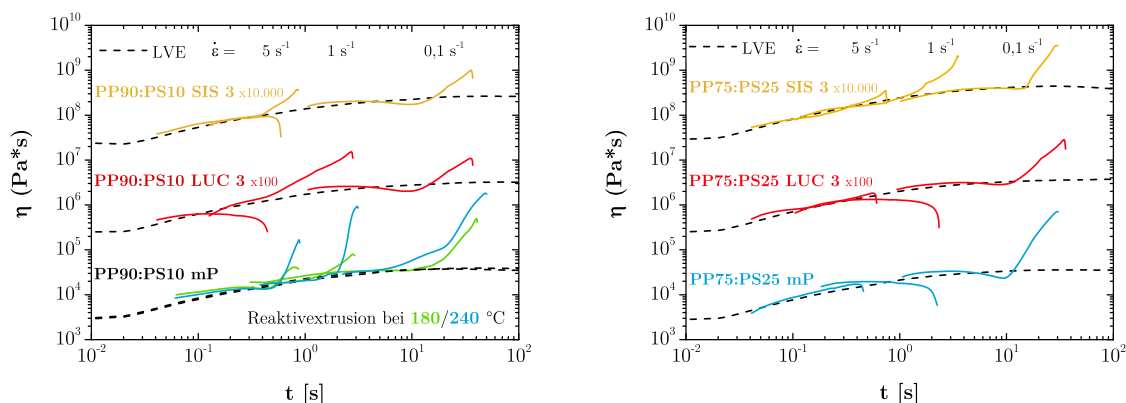 10^10
10^9
10^8
10^7
10^6
10^5
10^4
10^3
η (Pa*s)
LVE ε̇ = 5 s⁻¹ 1 s⁻¹ 0,1 s⁻¹
PP90:PS10 SIS 3 x10.000
PP90:PS10 LUC 3 x100
PP90:PS10 mP
Reaktivextrusion bei 180/240 °C
10^-2 10^-1 10^0 10^1 10^2
t [s]
10^10
10^9
10^8
10^7
10^6
10^5
10^4
10^3
η (Pa*s)
LVE ε̇ = 5 s⁻¹ 1 s⁻¹ 0,1 s⁻¹
PP75:PS25 SIS 3 x10.000
PP75:PS25 LUC 3 x100
PP75:PS25 mP
10^-2 10^-1 10^0 10^1 10^2
t [s]